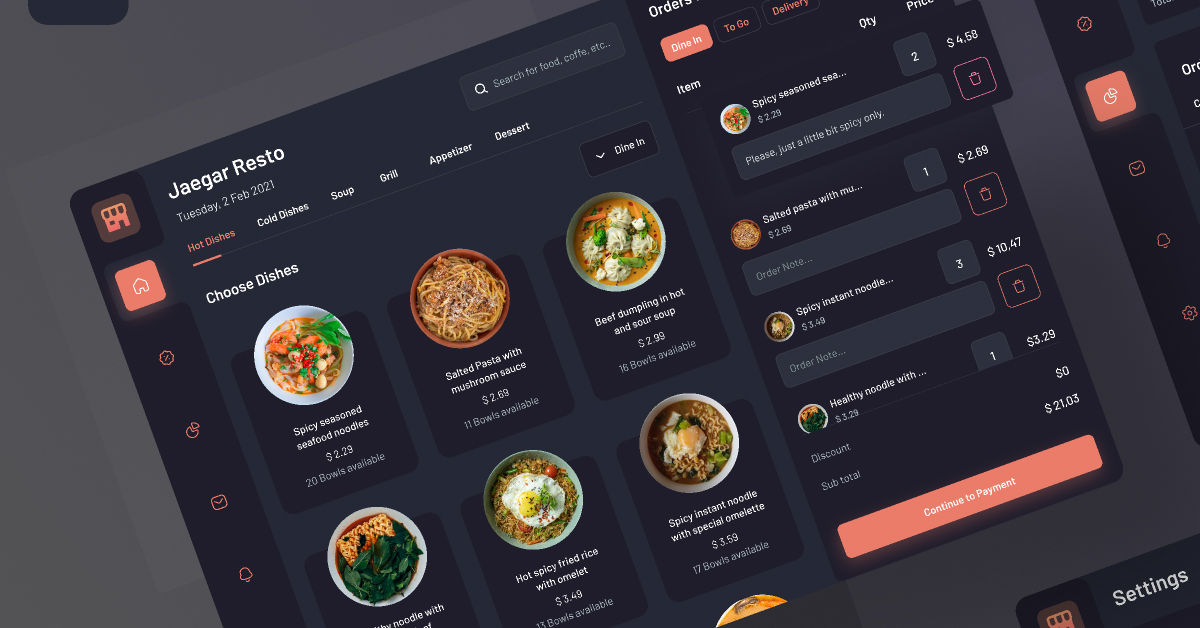 Jaegar Resto
Tuesday, 2 Feb 2021
Search for food, coffe, etc..
Hot Dishes
Cold Dishes
Soup
Grill
Appetizer
Dessert
Choose Dishes
Dine In
Spicy seasoned
seafood noodles
$ 2.29
20 Bowls available
Salted Pasta with
mushroom sauce
$ 2.69
11 Bowls available
Beef dumpling in hot
and sour soup
$ 2.99
16 Bowls available
noodle with
Hot spicy fried rice
with omelet
$ 3.49
13 Bowls available
Spicy instant noodle
with special omelette
$ 3.59
17 Bowls available
Orders
Dine In
To Go
Delivery
Item
Qty
Price
Spicy seasoned sea...
$ 2.29
2
$ 4,58
Please, just a little bit spicy only.
Salted pasta with mu...
$ 2.69
1
$ 2.69
Order Note...
Spicy instant noodle...
$ 3.49
3
$ 10,47
Order Note...
Healthy noodle with ...
$ 3.29
1
$3.29
Discount
$0
Sub total
$ 21,03
Continue to Payment
Settings